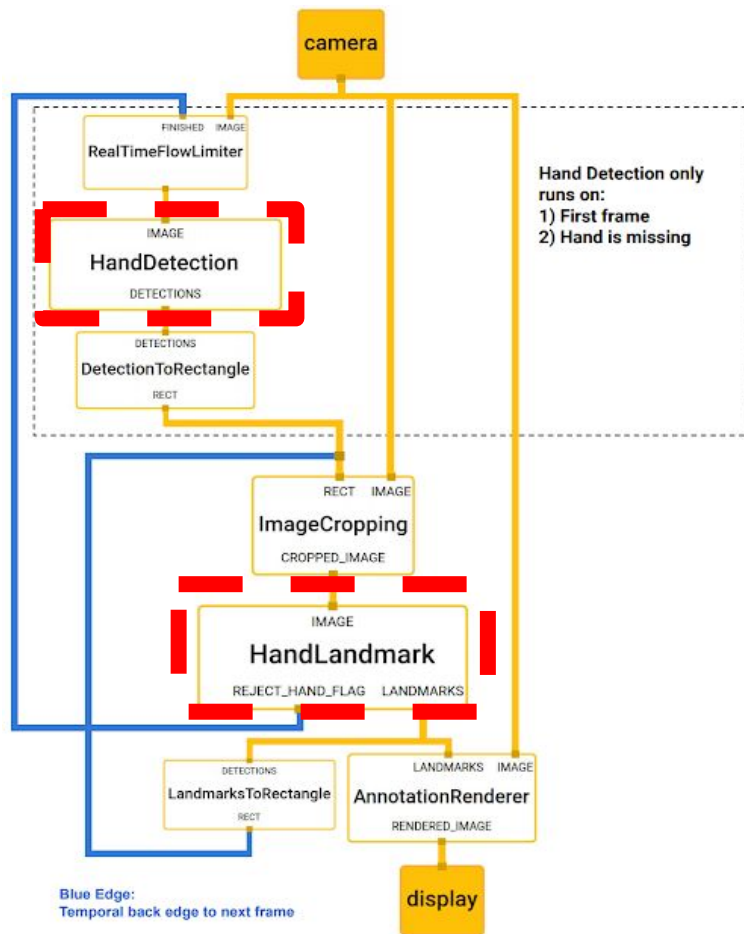 camera
FINISHED IMAGE
RealTimeFlowLimiter
Hand Detection only
runs on:
1) First frame
2) Hand is missing
IMAGE
HandDetection
DETECTIONS
DETECTIONS
DetectionToRectangle
RECT
RECT IMAGE
ImageCropping
CROPPED_IMAGE
IMAGE
HandLandmark
REJECT_HAND_FLAG LANDMARKS
DETECTIONS
LandmarksToRectangle
RECT
LANDMARKS IMAGE
AnnotationRenderer
RENDERED_IMAGE
display
Blue Edge:
Temporal back edge to next frame